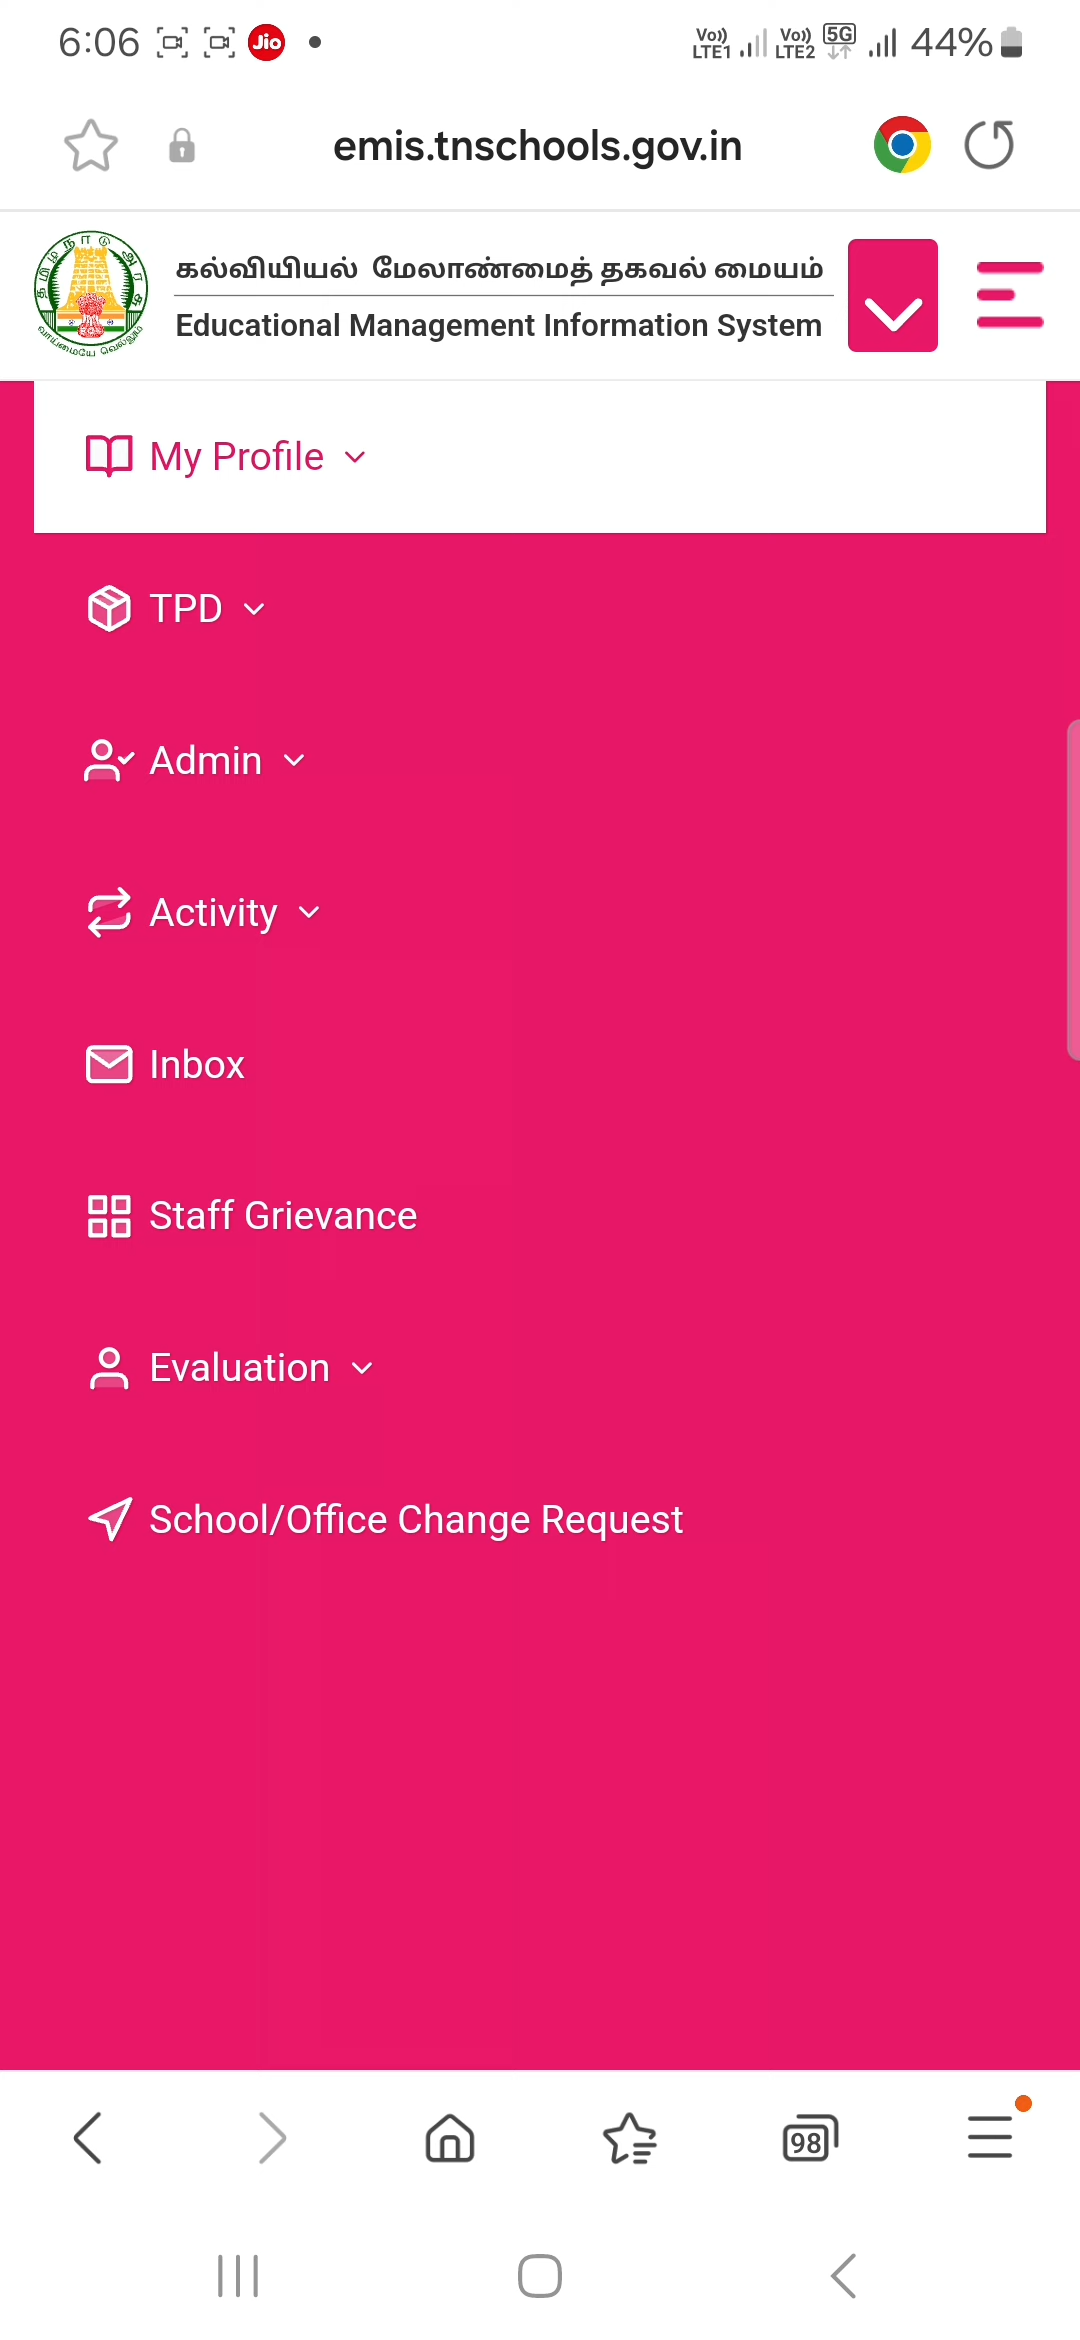 6:06 Jio Vo)) LTE1 Vo)) LTE2 5G 44%
emis.tnschools.gov.in
கல்வியியல் மேலாண்மைத் தகவல் மையம்
Educational Management Information System
My Profile
TPD
Admin
Activity
Inbox
Staff Grievance
Evaluation
School/Office Change Request
98